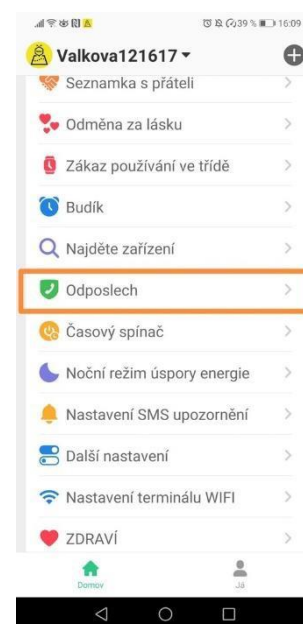 39 % 16:09
Valkova121617
Seznamka s přáteli
Odměna za lásku
Zákaz používání ve třídě
Budík
Najděte zařízení
Odposlech
Časový spínač
Noční režim úspory energie
Nastavení SMS upozornění
Další nastavení
Nastavení terminálu WIFI
ZDRAVÍ
Domov
Já